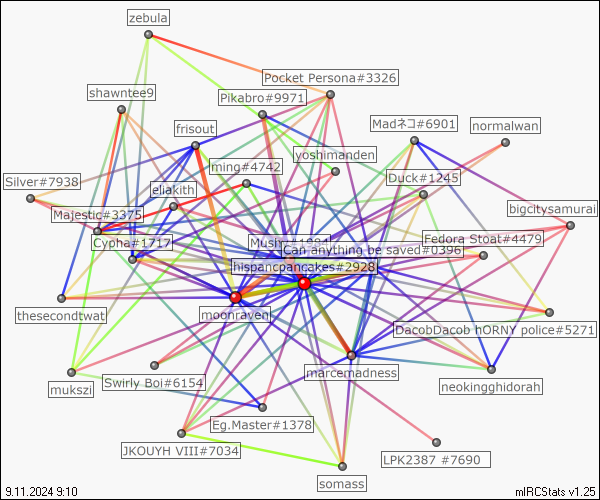 zebula
Pocket Persona#3326
shawntee9
Pikabro#9971
frisout
Madネコ#6901
normalwan
yoshimanden
ming#4742
Silver#7938
eliakith
Duck#1245
Majestic#3375
bigcitysamurai
Cypha#1717
Mushy#1984
Can anything be saved#0396
Fedora Stoat#4479
hispancpancakes#2928
thesecondtwat
moonraven
DacobDacob hORNY police#5271
marcemadness
mukszi
Swirly Boi#6154
neokingghidorah
Eg.Master#1378
JKOUYH VIII#7034
LPK2387 #7690
somass
9.11.2024 9:10
mIRCStats v1.25